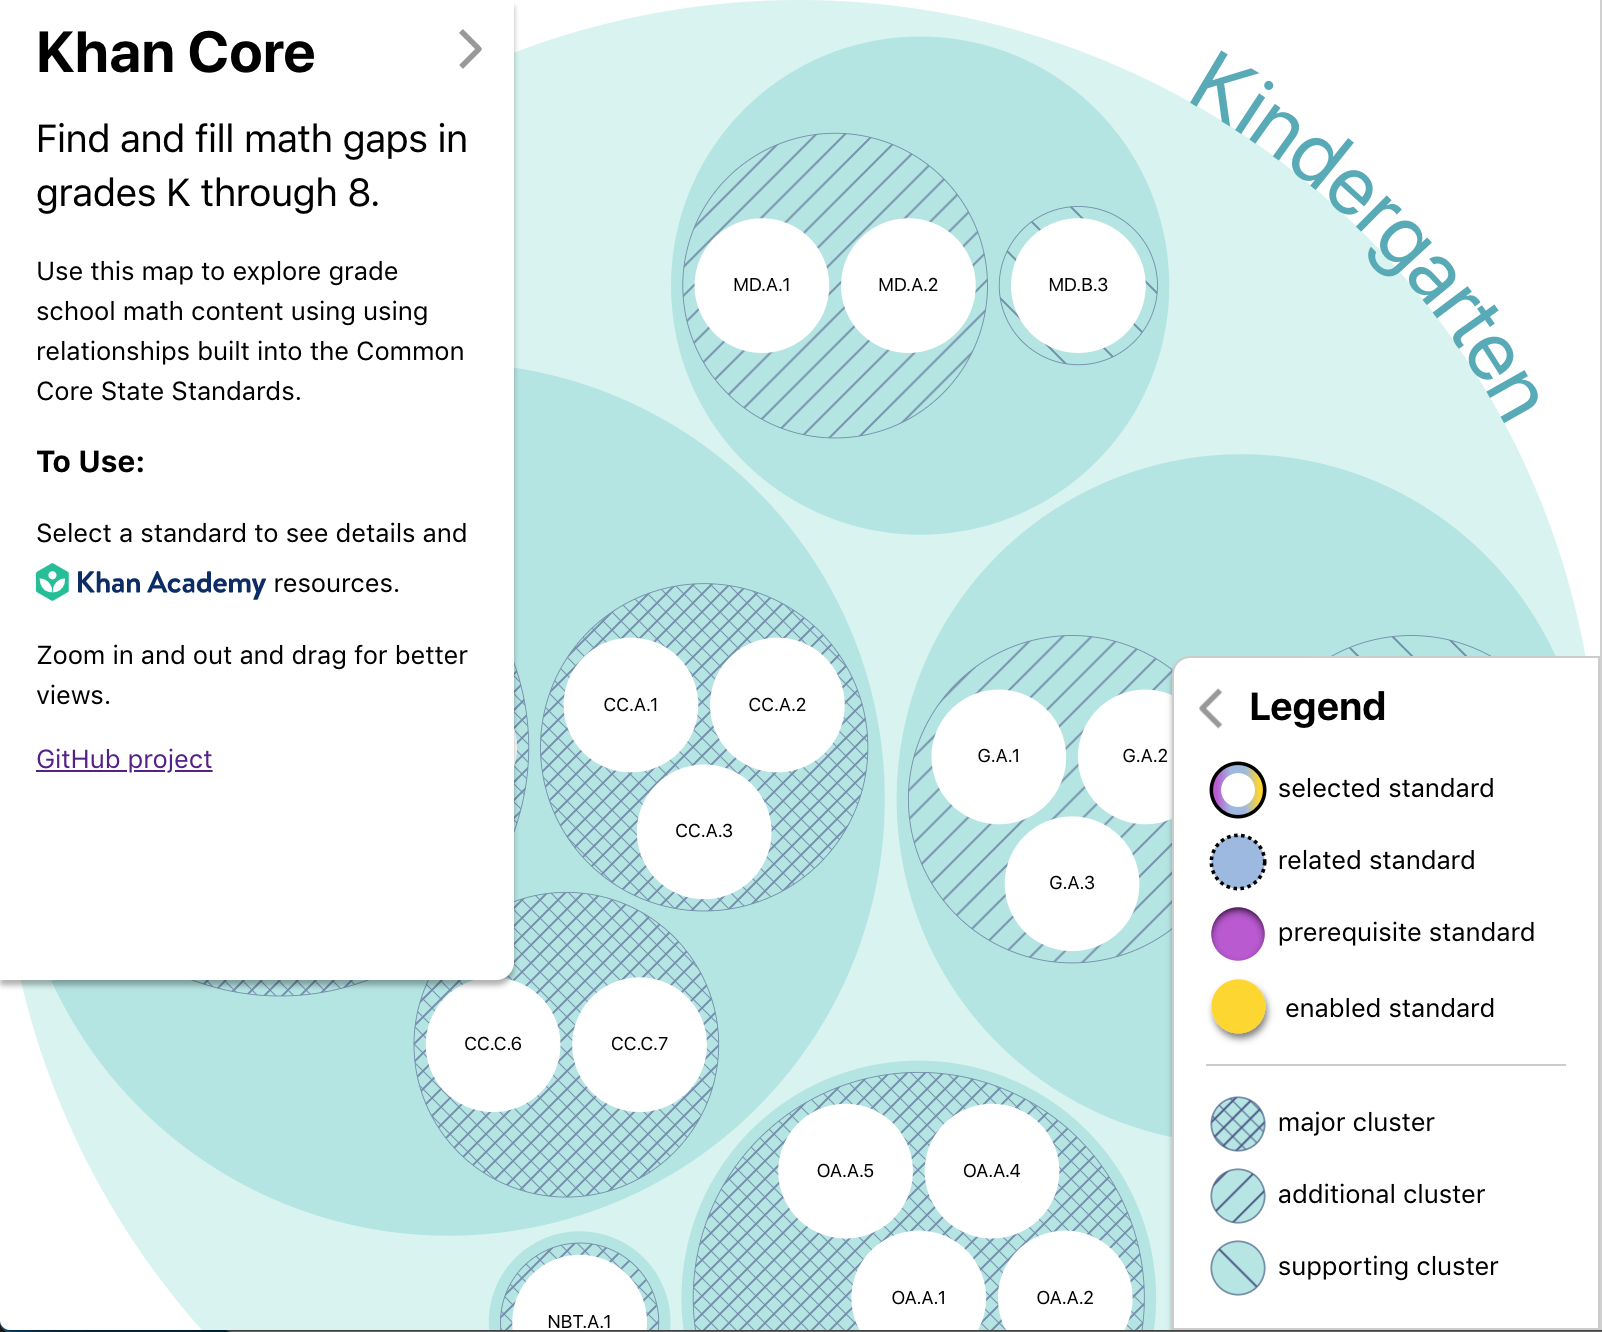 Khan Core
Find and fill math gaps in
grades K through 8.
Use this map to explore grade
school math content using using
relationships built into the Common
Core State Standards.
To Use:
Select a standard to see details and
Khan Academy resources.
Zoom in and out and drag for better
views.
GitHub project
Kindergarten
MD.A.1
MD.A.2
MD.B.3
CC.A.1
CC.A.2
CC.A.3
G.A.1
G.A.2
G.A.3
CC.C.6
CC.C.7
OA.A.5
OA.A.4
OA.A.1
OA.A.2
NBT.A.1
Legend
selected standard
related standard
prerequisite standard
enabled standard
major cluster
additional cluster
supporting cluster